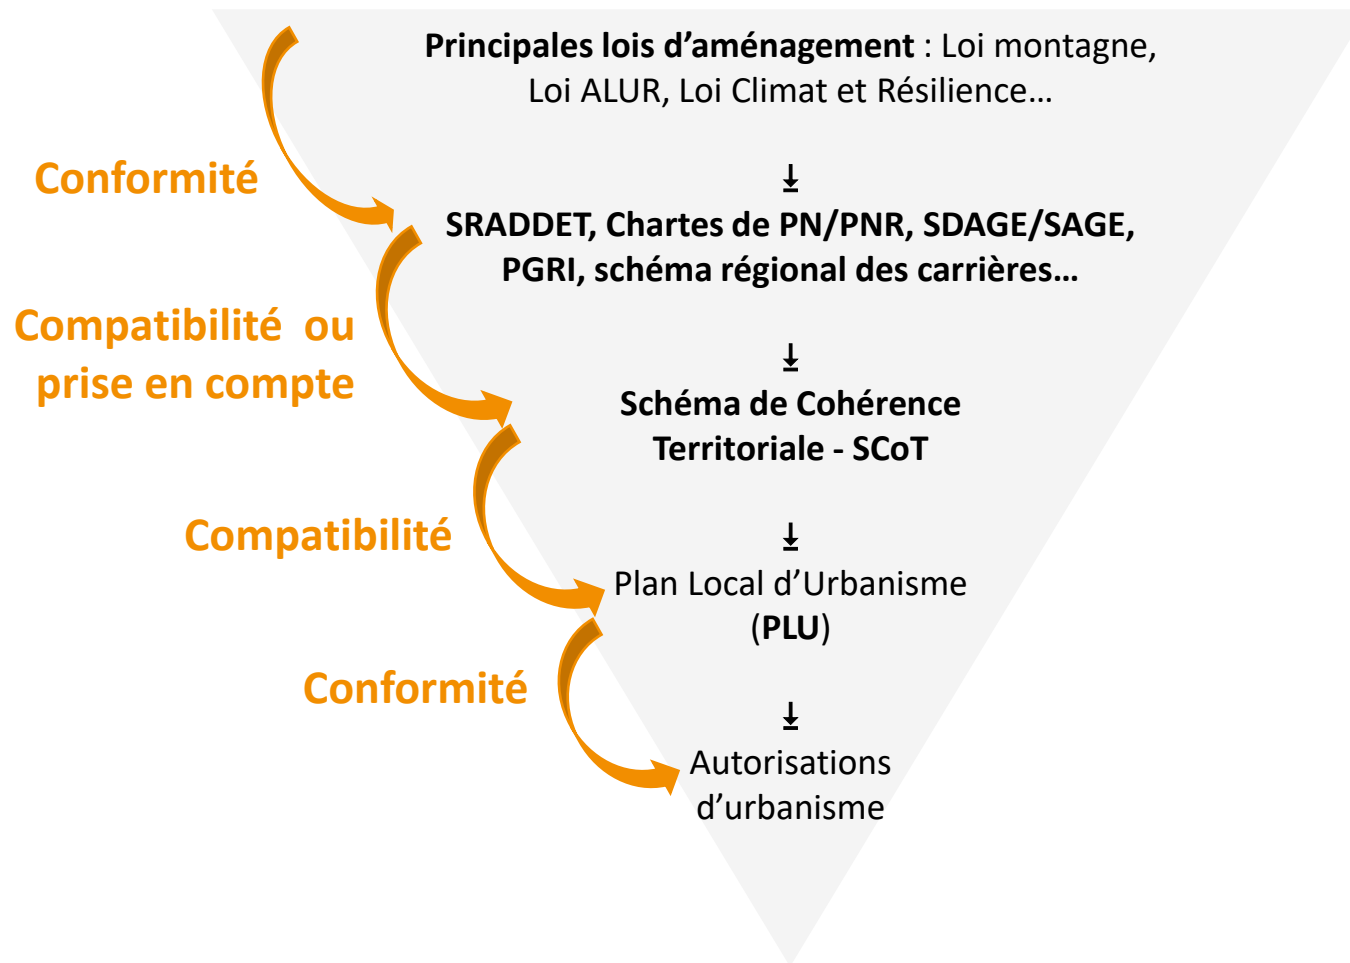 Principales lois d’aménagement : Loi montagne,
Loi ALUR, Loi Climat et Résilience…
Conformité
SRADDET, Chartes de PN/PNR, SDAGE/SAGE,
PGRI, schéma régional des carrières…
Compatibilité ou
prise en compte
Schéma de Cohérence
Territoriale - SCoT
Compatibilité
Plan Local d’Urbanisme
(PLU)
Conformité
Autorisations
d’urbanisme